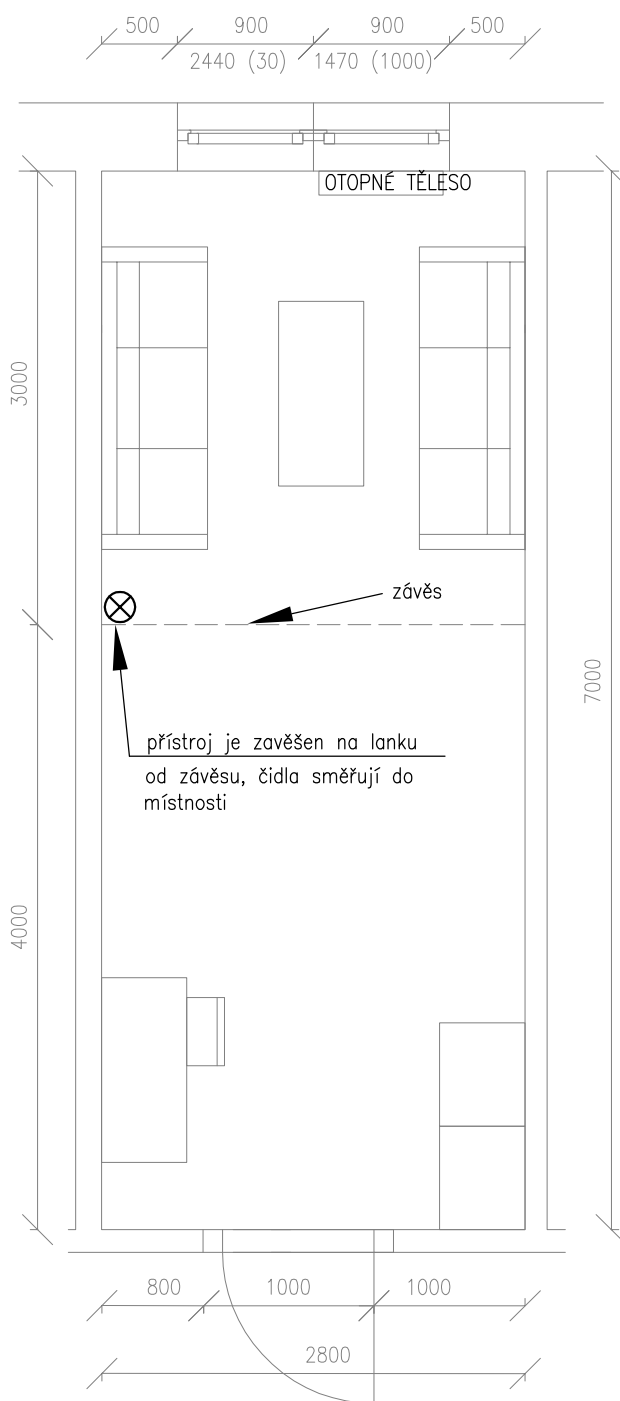 500 900 900 500
2440 (30) 1470 (1000)
OTOPNÉ TĚLESO
3000
závěs
7000
přístroj je zavěšen na lanku
od závěsu, čidla směřují do
místnosti
4000
800 1000 1000
2800